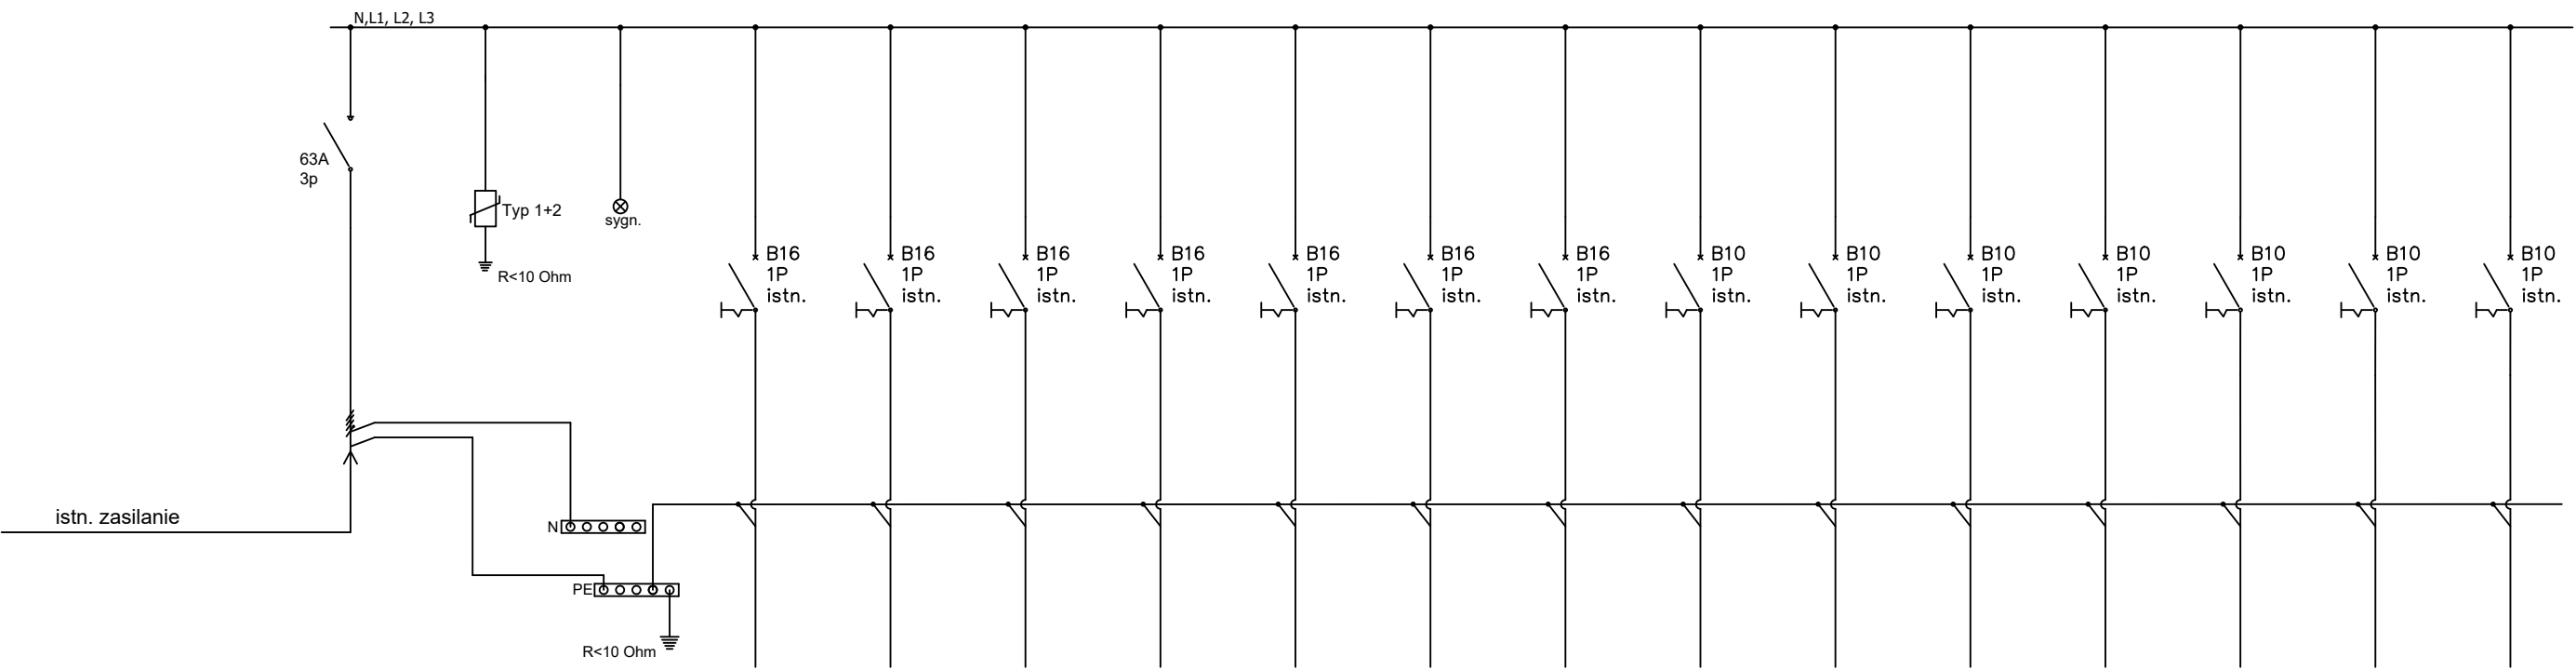 N,L1, L2, L3
63A
3p
Typ 1+2
R<10 Ohm
sygn.
B16
1P
istn.
B16
1P
istn.
B16
1P
istn.
B16
1P
istn.
B16
1P
istn.
B16
1P
istn.
B16
1P
istn.
B10
1P
istn.
B10
1P
istn.
B10
1P
istn.
B10
1P
istn.
B10
1P
istn.
B10
1P
istn.
B10
1P
istn.
istn. zasilanie
N
PE
R<10 Ohm